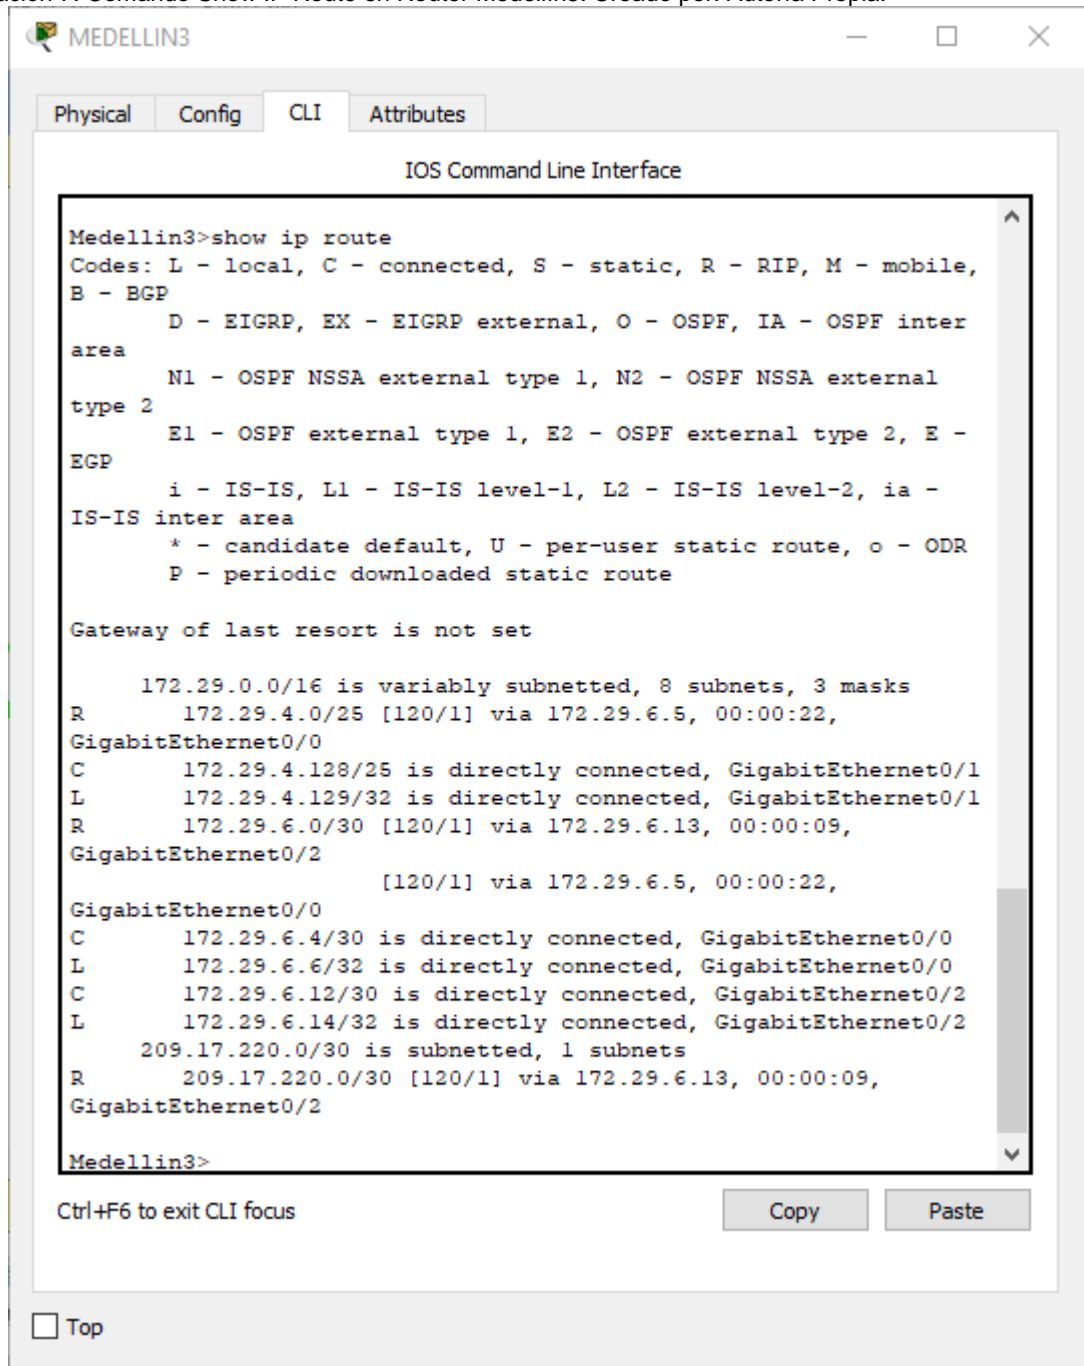 Comando Show IP Route en Router Medellin3. Creado por: Autoría Propia.
MEDELLIN3
Physical Config CLI Attributes
IOS Command Line Interface
Medellin3>show ip route
Codes: L - local, C - connected, S - static, R - RIP, M - mobile,
B - BGP
D - EIGRP, EX - EIGRP external, O - OSPF, IA - OSPF inter
area
N1 - OSPF NSSA external type 1, N2 - OSPF NSSA external
type 2
E1 - OSPF external type 1, E2 - OSPF external type 2, E -
EGP
i - IS-IS, L1 - IS-IS level-1, L2 - IS-IS level-2, ia -
IS-IS inter area
* - candidate default, U - per-user static route, o - ODR
P - periodic downloaded static route
Gateway of last resort is not set
172.29.0.0/16 is variably subnetted, 8 subnets, 3 masks
R 172.29.4.0/25 [120/1] via 172.29.6.5, 00:00:22,
GigabitEthernet0/0
C 172.29.4.128/25 is directly connected, GigabitEthernet0/1
L 172.29.4.129/32 is directly connected, GigabitEthernet0/1
R 172.29.6.0/30 [120/1] via 172.29.6.13, 00:00:09,
GigabitEthernet0/2
[120/1] via 172.29.6.5, 00:00:22,
GigabitEthernet0/0
C 172.29.6.4/30 is directly connected, GigabitEthernet0/0
L 172.29.6.6/32 is directly connected, GigabitEthernet0/0
C 172.29.6.12/30 is directly connected, GigabitEthernet0/2
L 172.29.6.14/32 is directly connected, GigabitEthernet0/2
209.17.220.0/30 is subnetted, 1 subnets
R 209.17.220.0/30 [120/1] via 172.29.6.13, 00:00:09,
GigabitEthernet0/2
Medellin3>
Ctrl+F6 to exit CLI focus Copy Paste
Top